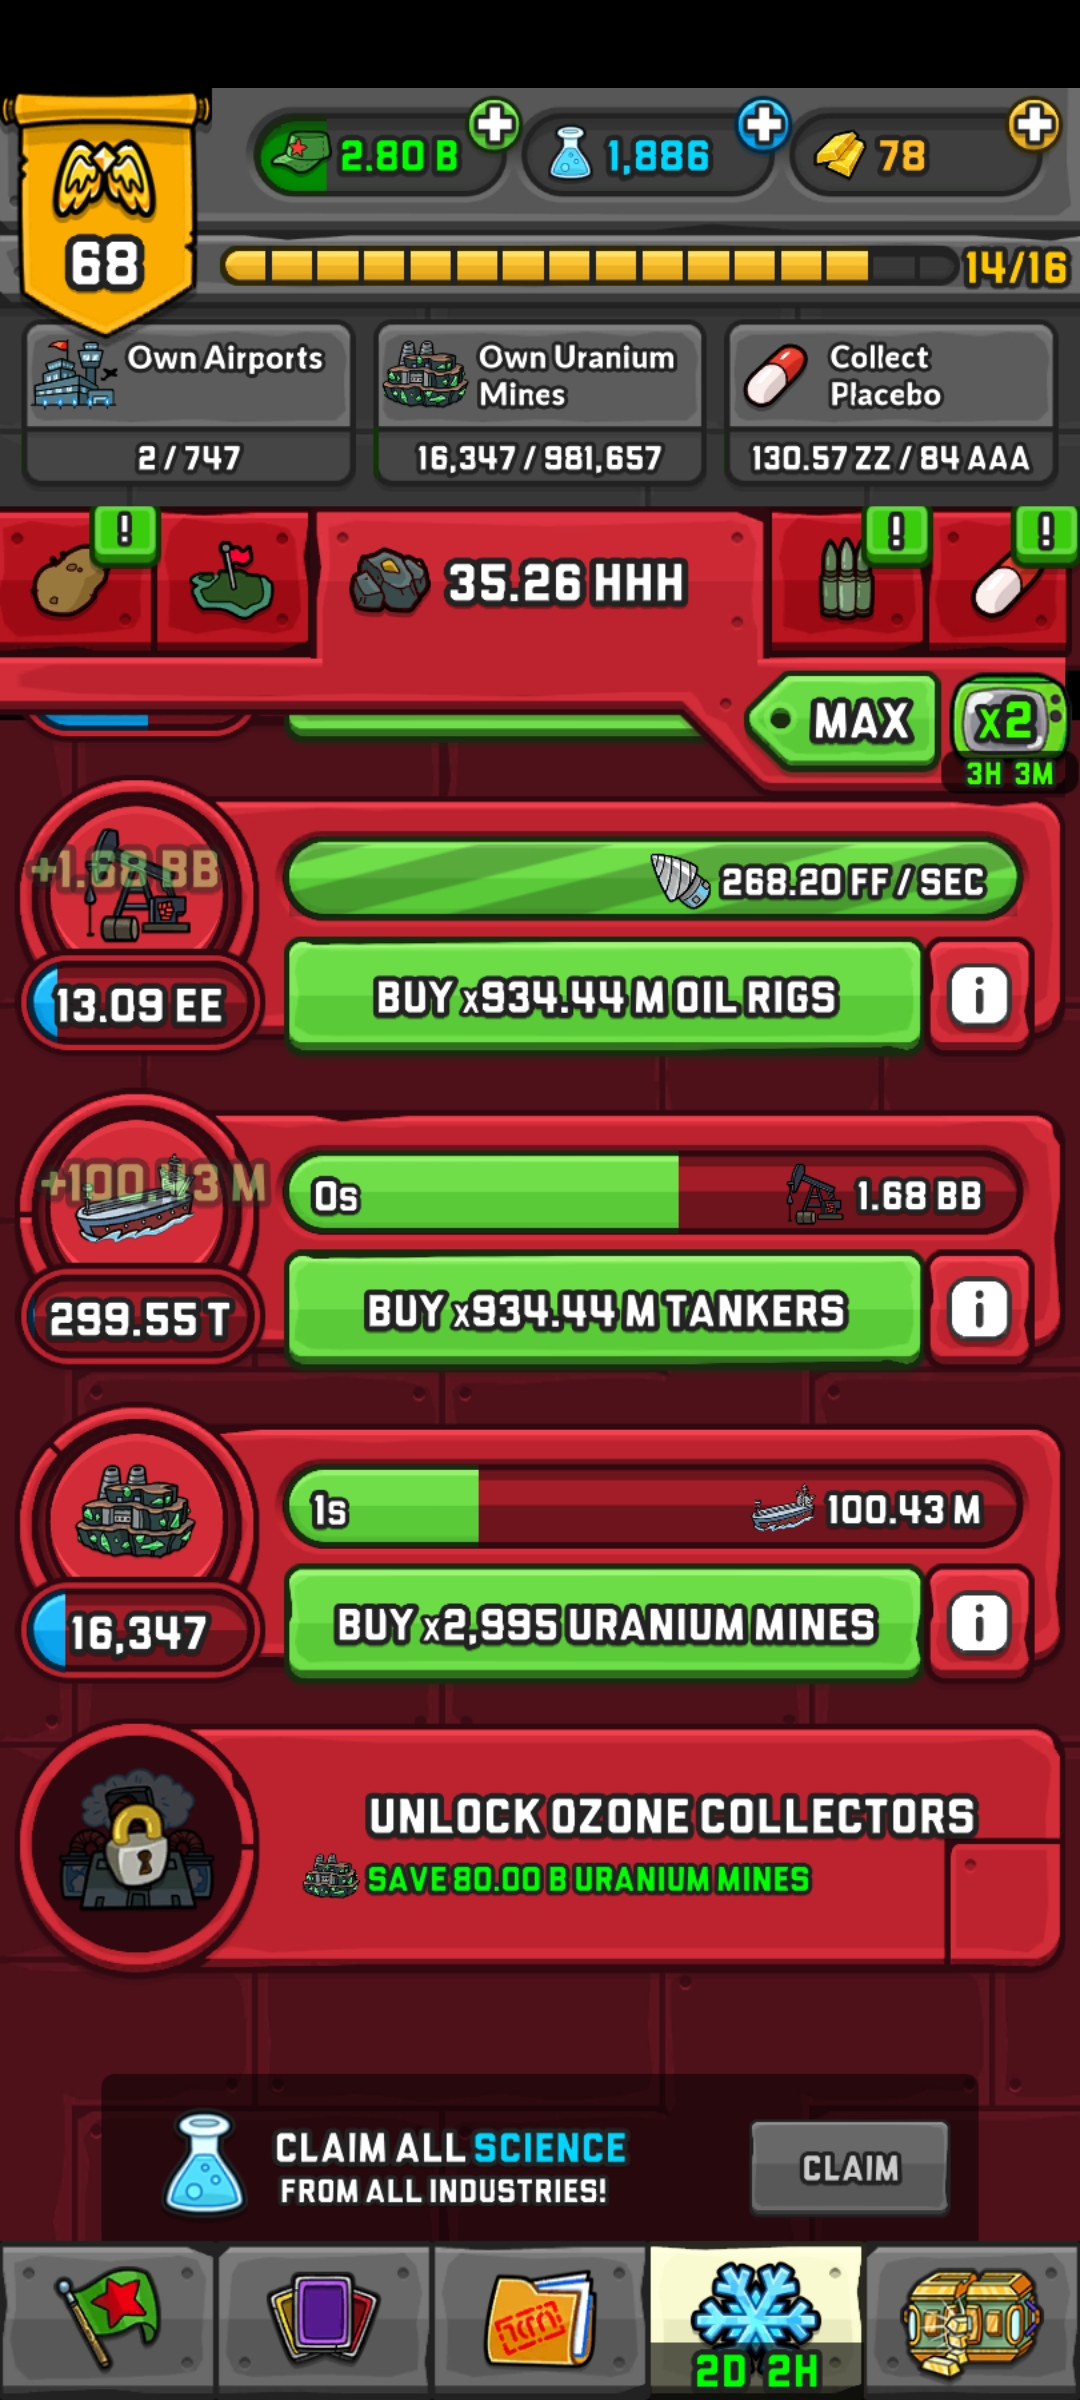 68
2.80 B
1,886
78
14/16
Own Airports
2 / 747
Own Uranium
Mines
16,347 / 981,657
Collect
Placebo
130.57 ZZ / 84 AAA
!
35.26 HHH
!
!
MAX
x2
3H 3M
+1.68 BB
268.20 FF / SEC
13.09 EE
BUY x934.44 M OIL RIGS
i
+100.43 M
0s
1.68 BB
299.55 T
BUY x934.44 M TANKERS
i
1s
100.43 M
16,347
BUY x2,995 URANIUM MINES
i
UNLOCK OZONE COLLECTORS
SAVE 80.00 B URANIUM MINES
CLAIM ALL SCIENCE
FROM ALL INDUSTRIES!
CLAIM
2D 2H